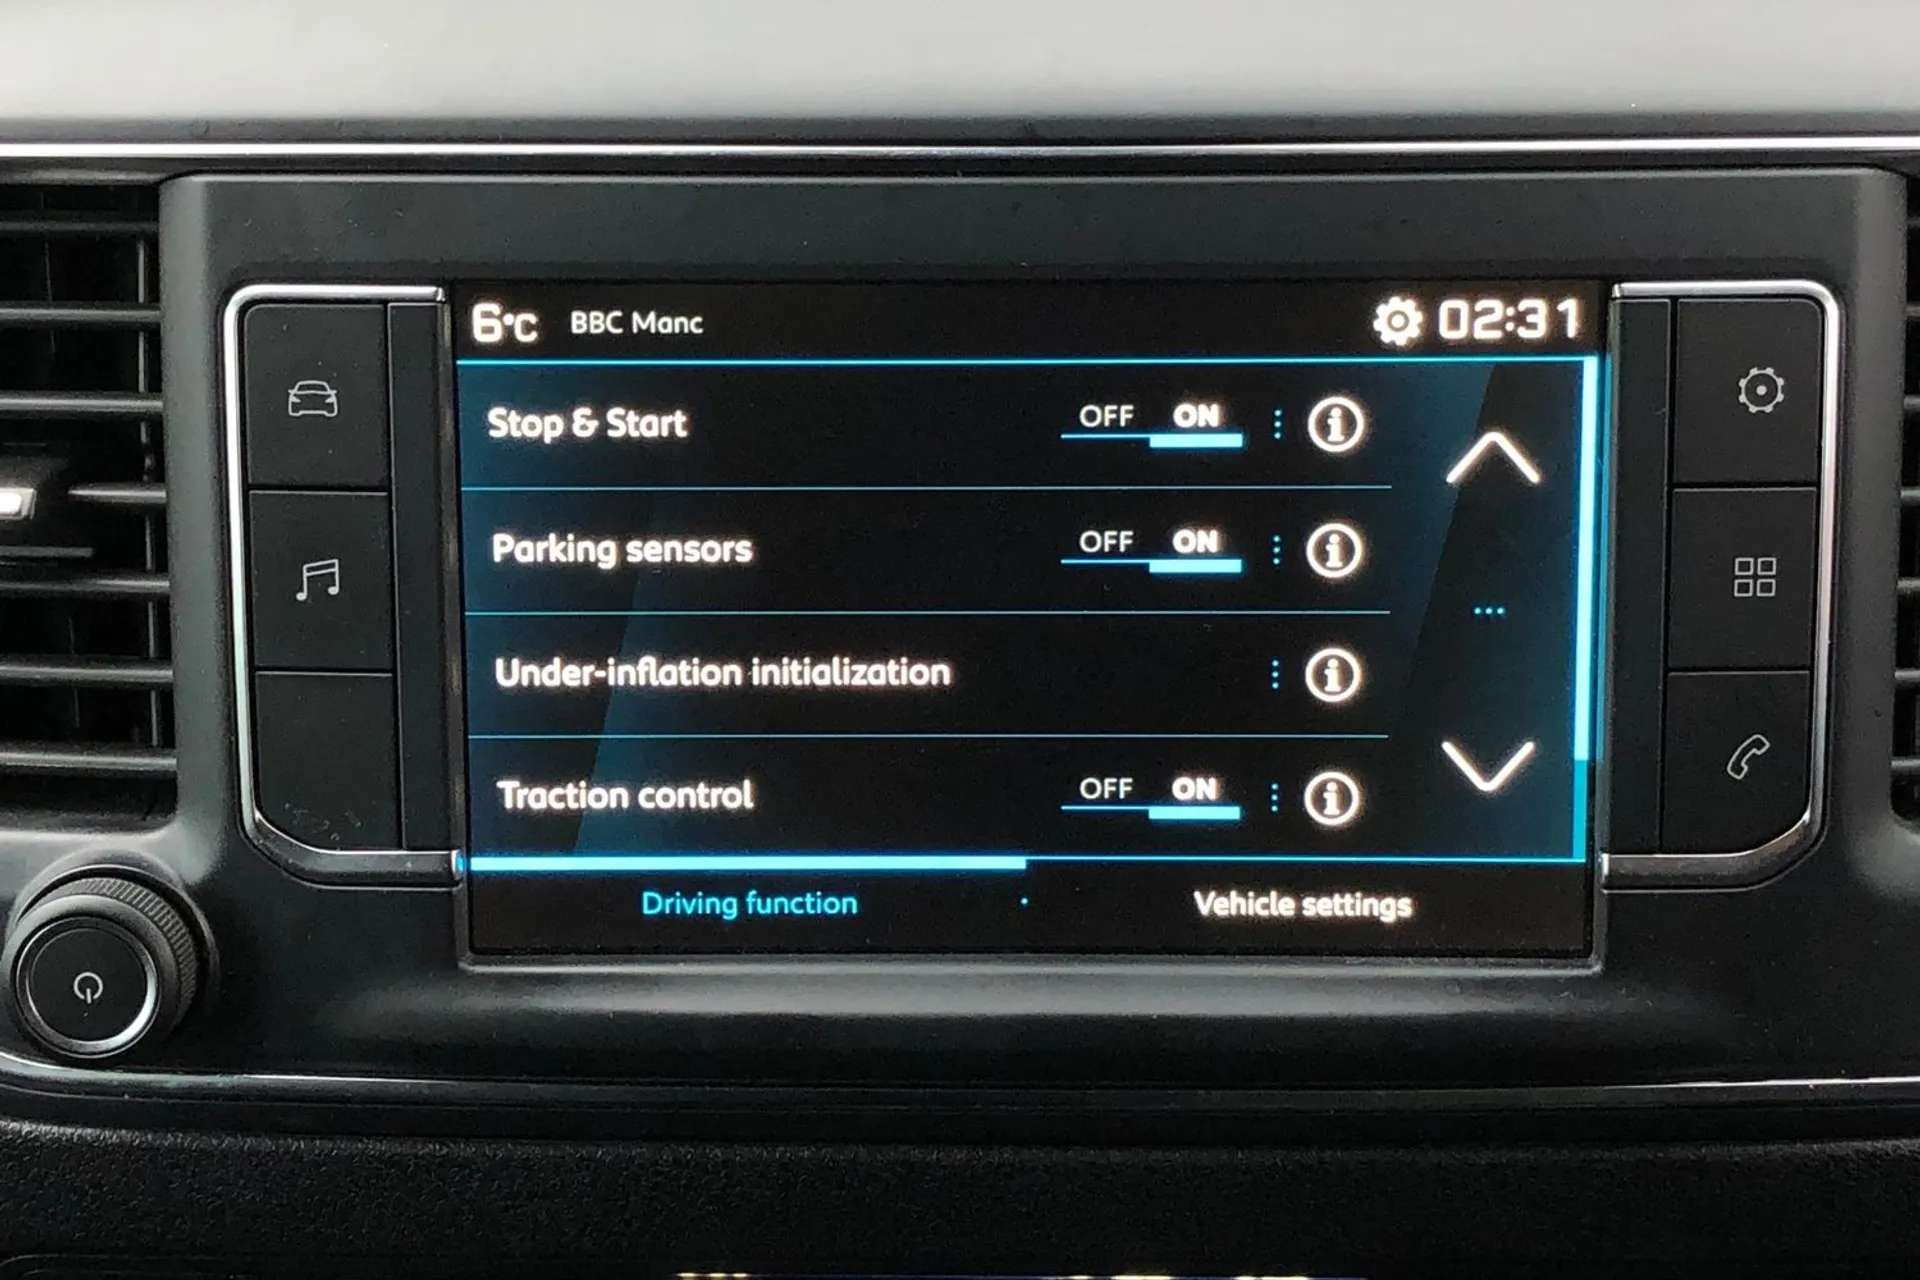 6°C BBC Manc 02:31
Stop & Start OFF ON
Parking sensors OFF ON
Under-inflation initialization
Traction control OFF ON
Driving function Vehicle settings